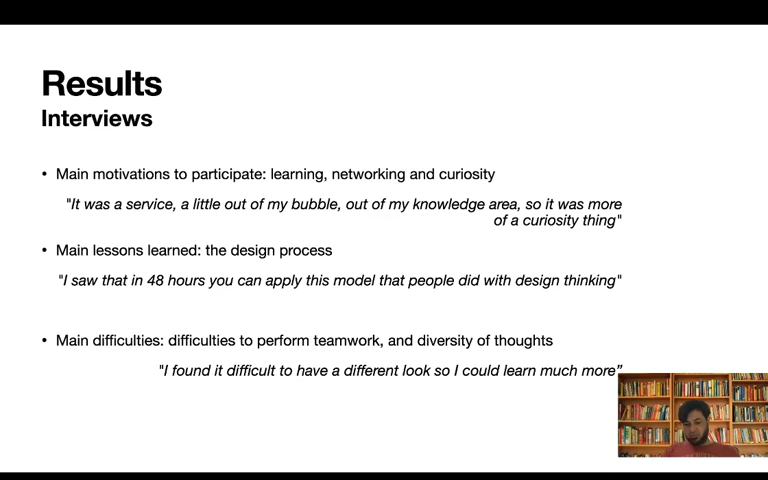 Results
Interviews
• Main motivations to participate: learning, networking and curiosity
"It was a service, a little out of my bubble, out of my knowledge area, so it was more
of a curiosity thing"
• Main lessons learned: the design process
"I saw that in 48 hours you can apply this model that people did with design thinking"
• Main difficulties: difficulties to perform teamwork, and diversity of thoughts
"I found it difficult to have a different look so I could learn much more”